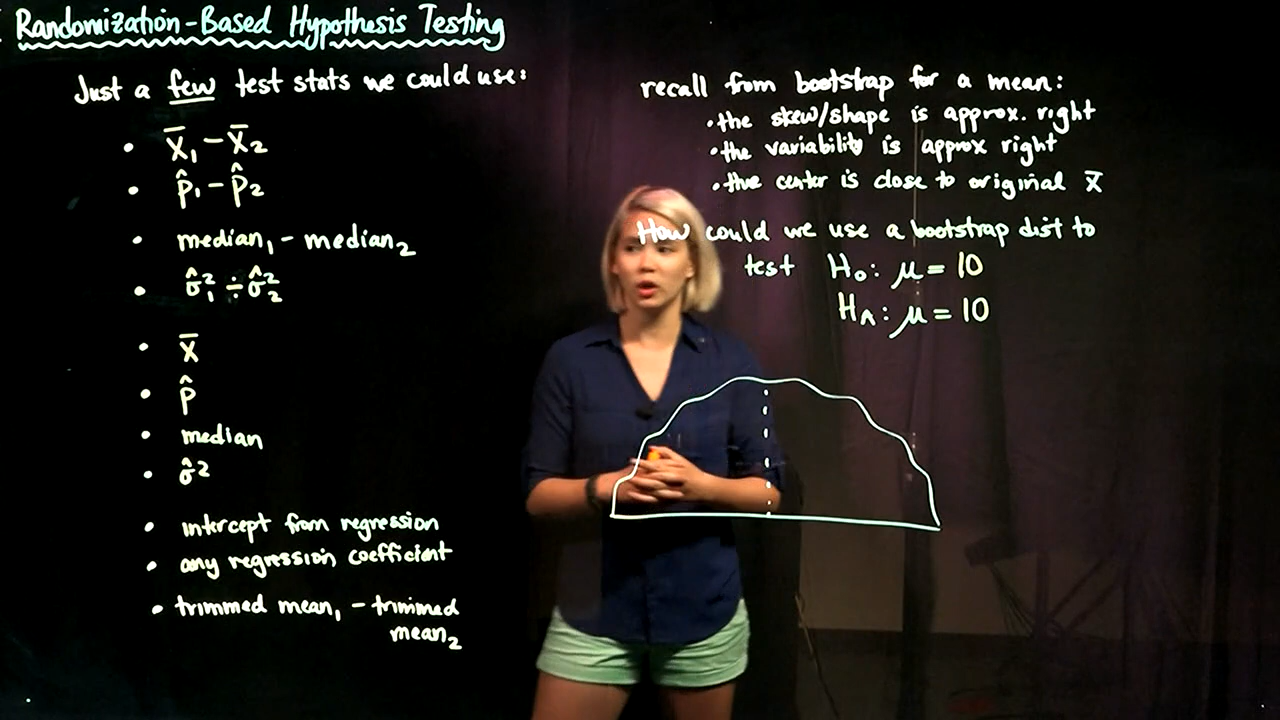 Randomization-Based Hypothesis Testing
Just a few test stats we could use:
• x̄₁ - x̄₂
• p̂₁ - p̂₂
• median₁ - median₂
• σ̂²₁ ÷ σ̂²₂
• x̄
• p̂
• median
• σ̂²
• intercept from regression
• any regression coefficient
• trimmed mean₁ - trimmed
mean₂
recall from bootstrap for a mean:
• the skew/shape is approx. right
• the variability is approx right
• the center is close to original x̄
How could we use a bootstrap dist to
test H₀: μ = 10
H_A: μ = 10